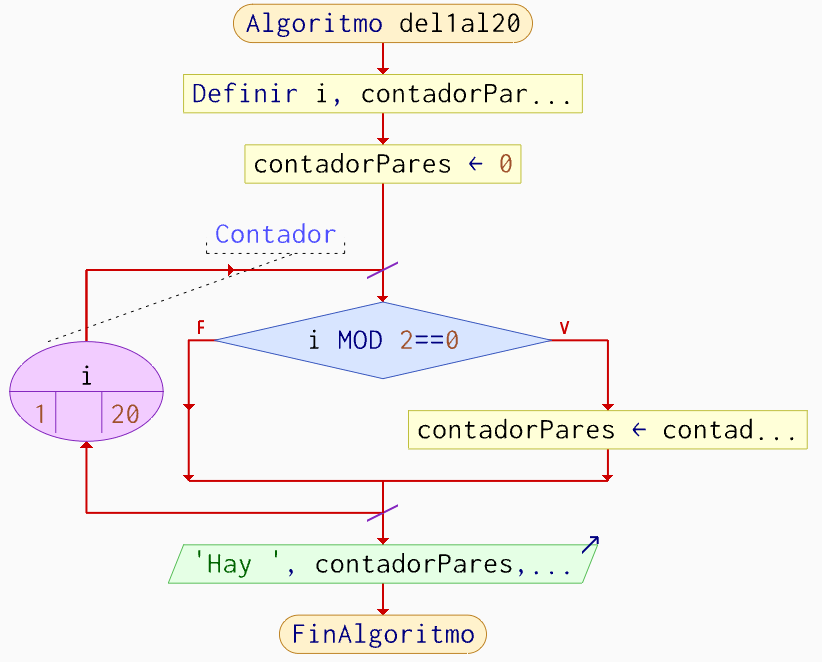 Algoritmo del1al20
Definir i, contadorPar...
contadorPares ← 0
Contador
i
1 20
F
i MOD 2==0
V
contadorPares ← contad...
'Hay ', contadorPares,...
FinAlgoritmo